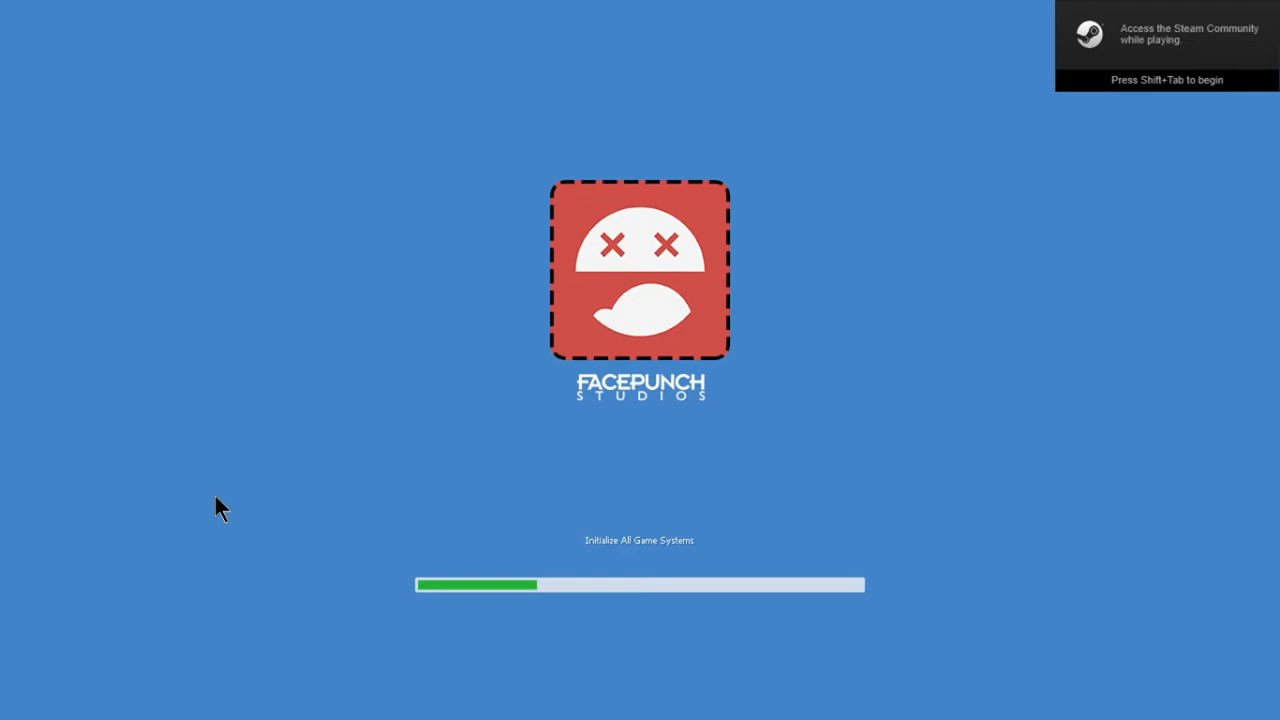 Access the Steam Community
while playing.
Press Shift+Tab to begin
FACEPUNCH
STUDIOS
Initialize All Game Systems